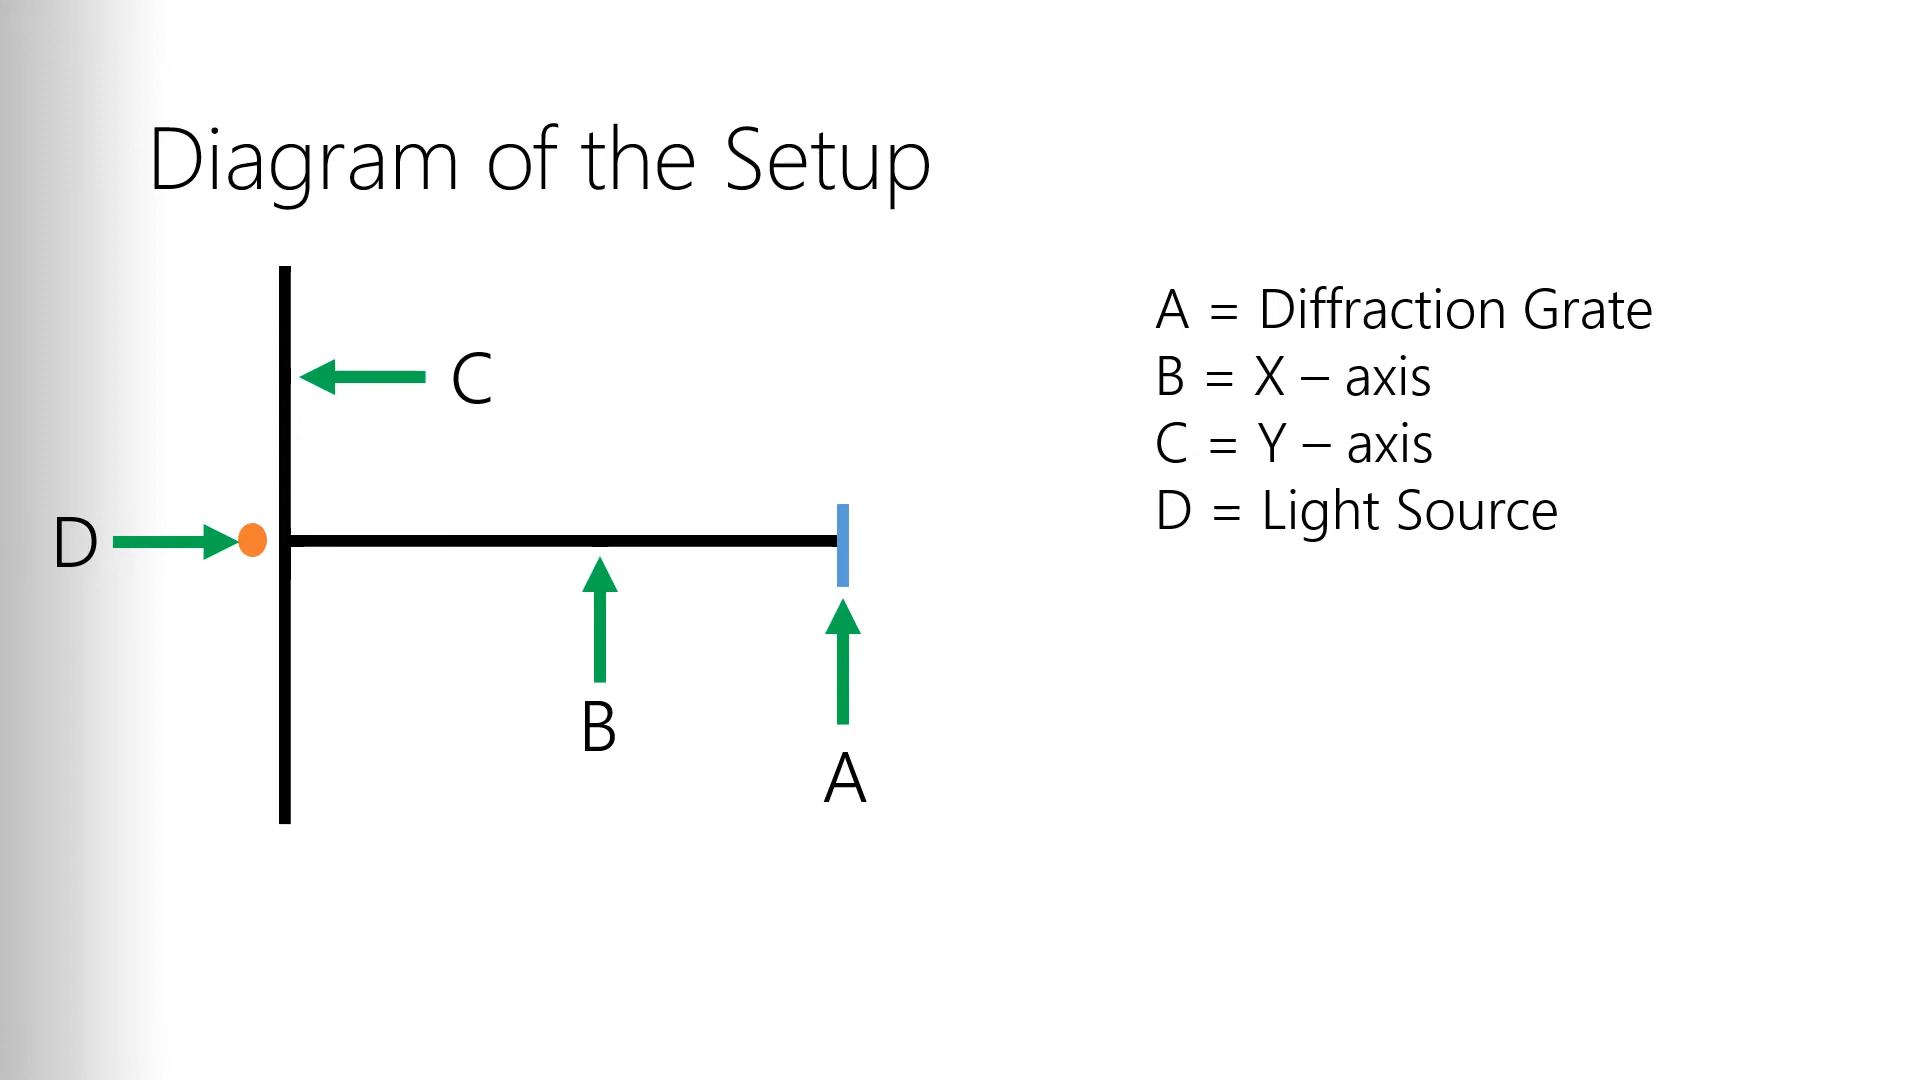 Diagram of the Setup
C
D
B
A
A = Diffraction Grate
B = X – axis
C = Y – axis
D = Light Source